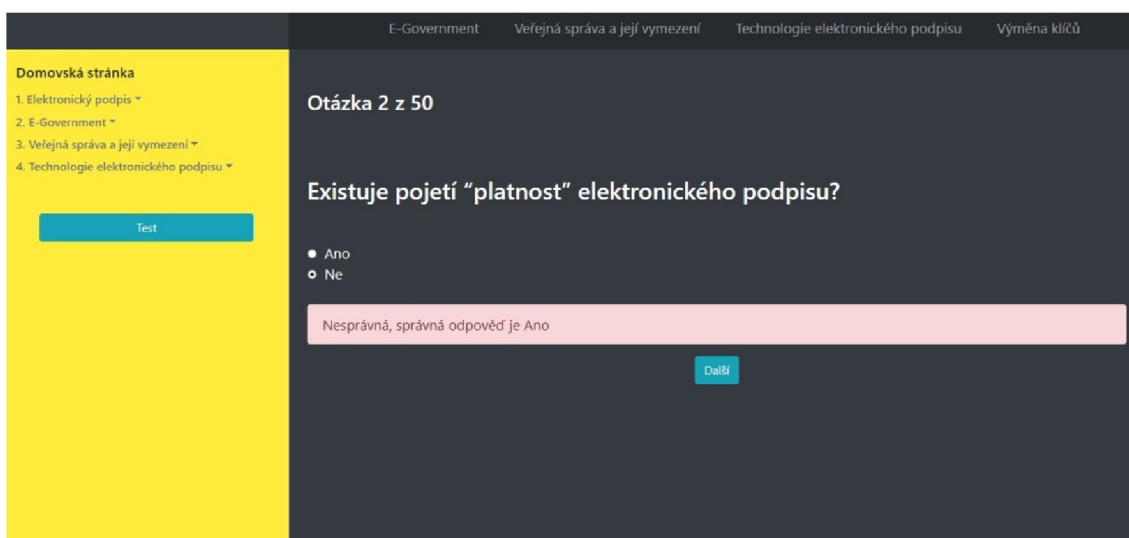 E-Government Veřejná správa a její vymezení Technologie elektronického podpisu Výměna klíčů
Domovská stránka
1. Elektronický podpis
2. E-Government
3. Veřejná správa a její vymezení
4. Technologie elektronického podpisu
Test
Otázka 2 z 50
Existuje pojetí “platnost” elektronického podpisu?
Ano
Ne
Nesprávná, správná odpověď je Ano
Další